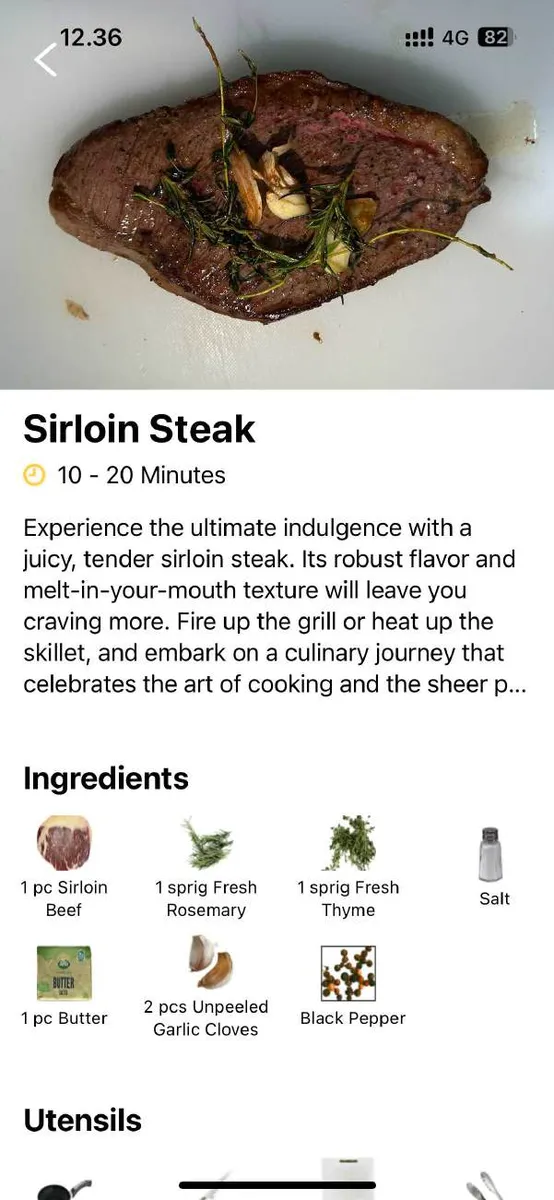 12.36
4G 82
Sirloin Steak
10 - 20 Minutes
Experience the ultimate indulgence with a
juicy, tender sirloin steak. Its robust flavor and
melt-in-your-mouth texture will leave you
craving more. Fire up the grill or heat up the
skillet, and embark on a culinary journey that
celebrates the art of cooking and the sheer p...
Ingredients
1 pc Sirloin
Beef
1 sprig Fresh
Rosemary
1 sprig Fresh
Thyme
Salt
BUTTER
1 pc Butter
2 pcs Unpeeled
Garlic Cloves
Black Pepper
Utensils